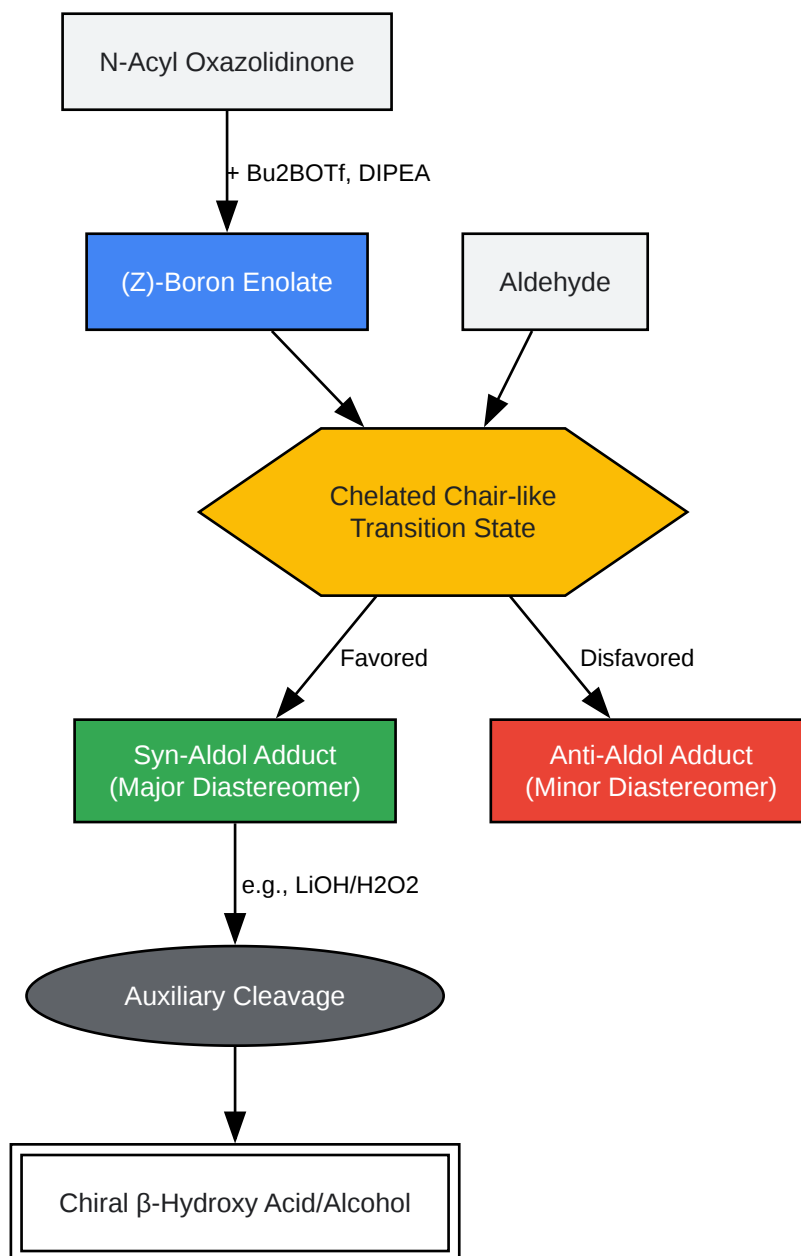 N-Acyl Oxazolidinone
+ Bu2BOTf, DIPEA
(Z)-Boron Enolate
Aldehyde
Chelated Chair-like
Transition State
Favored
Disfavored
Syn-Aldol Adduct
(Major Diastereomer)
Anti-Aldol Adduct
(Minor Diastereomer)
e.g., LiOH/H2O2
Auxiliary Cleavage
Chiral β-Hydroxy Acid/Alcohol